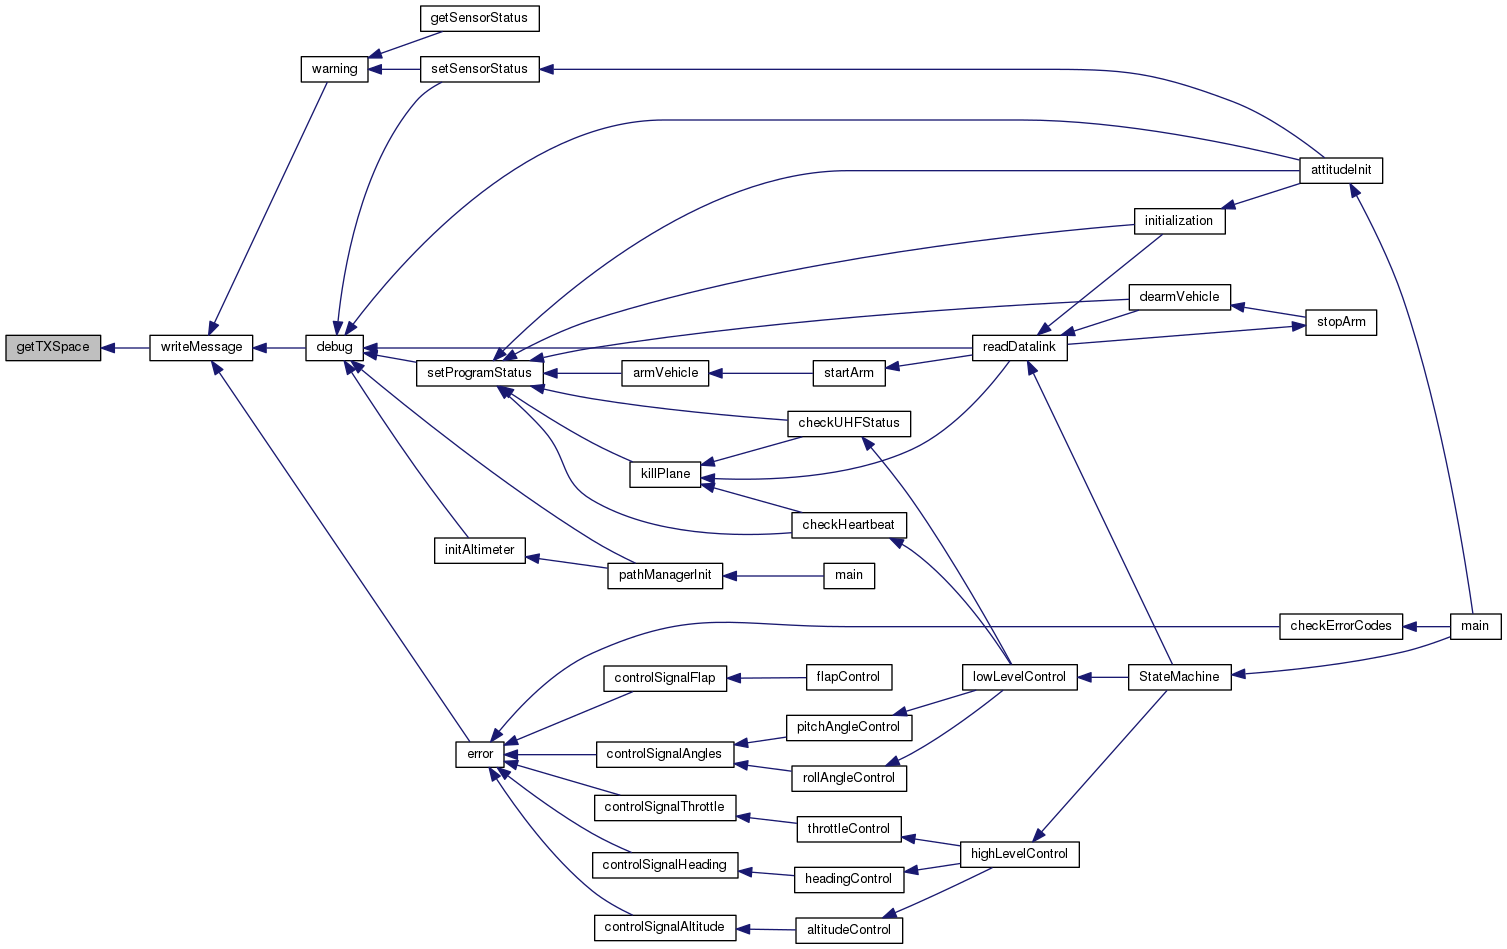 getSensorStatus
warning
setSensorStatus
attitudeInit
initialization
dearmVehicle
stopArm
getTXSpace
writeMessage
debug
readDatalink
setProgramStatus
armVehicle
startArm
checkUHFStatus
killPlane
checkHeartbeat
initAltimeter
pathManagerInit
main
checkErrorCodes
main
controlSignalFlap
flapControl
lowLevelControl
StateMachine
pitchAngleControl
error
controlSignalAngles
rollAngleControl
controlSignalThrottle
throttleControl
highLevelControl
controlSignalHeading
headingControl
controlSignalAltitude
altitudeControl